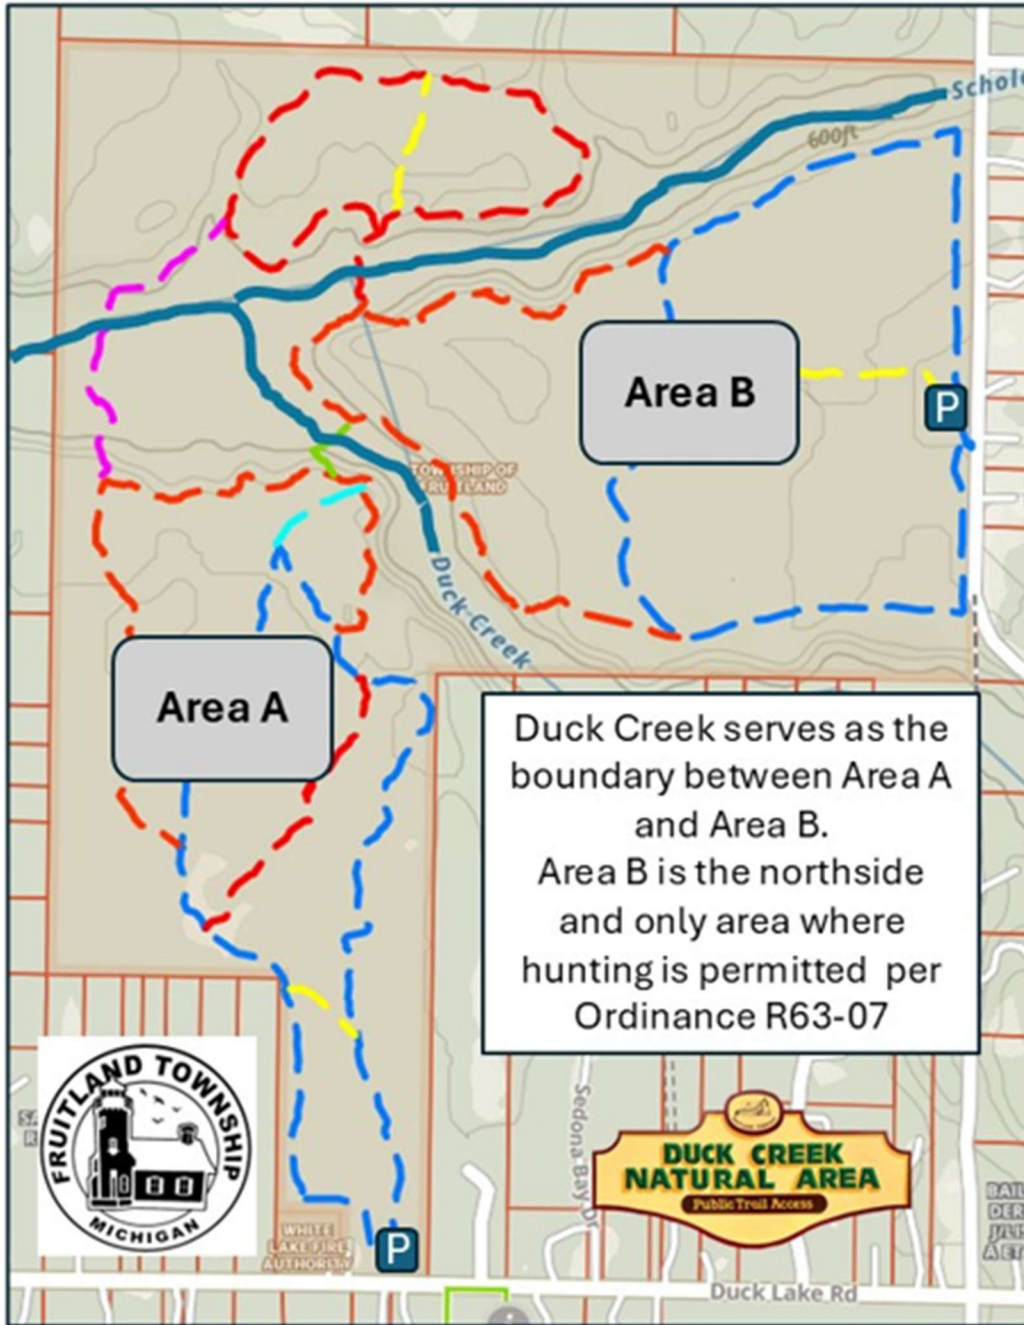 Schole
600ft
Area B
P
TOWNSHIP OF
FRUITLAND
Duck Creek
Area A
Duck Creek serves as the
boundary between Area A
and Area B.
Area B is the northside
and only area where
hunting is permitted per
Ordinance R63-07
FRUITLAND TOWNSHIP
MICHIGAN
Sedona Bay Dr
DUCK CREEK
NATURAL AREA
Public Trail Access
WHITE
LAKE FIRE
AUTHORITY
P
BAIL
DER
Duck Lake Rd